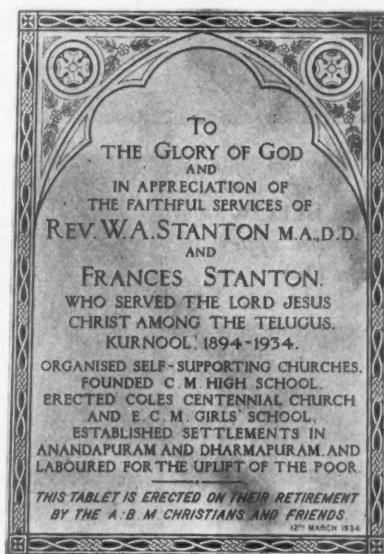 TO
THE GLORY OF GOD
AND
IN APPRECIATION OF
THE FAITHFUL SERVICES OF
REV. W.A. STANTON M.A., D.D.
AND
FRANCES STANTON.
WHO SERVED THE LORD JESUS
CHRIST AMONG THE TELUGUS.
KURNOOL: 1894-1934.
ORGANISED SELF-SUPPORTING CHURCHES,
FOUNDED C.M. HIGH SCHOOL,
ERECTED COLES CENTENNIAL CHURCH
AND E.C.M. GIRLS' SCHOOL,
ESTABLISHED SETTLEMENTS IN
ANANDAPURAM AND DHARMAPURAM, AND
LABOURED FOR THE UPLIFT OF THE POOR.
THIS TABLET IS ERECTED ON THEIR RETIREMENT
BY THE A.B.M. CHRISTIANS AND FRIENDS.
12TH MARCH 1934